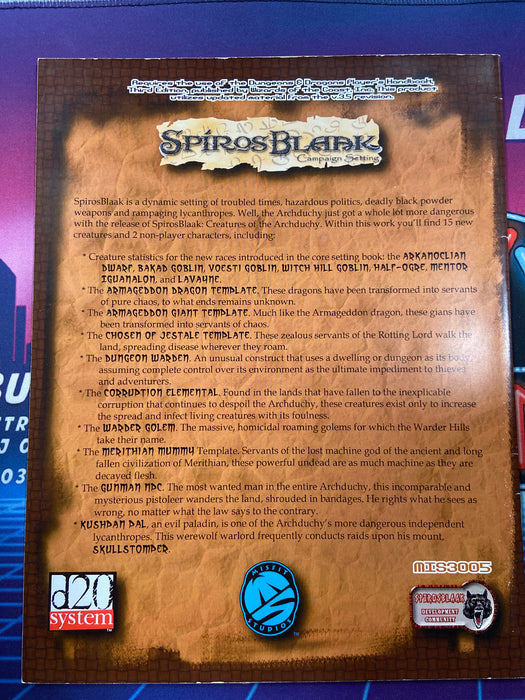 Requires the use of the Dungeons & Dragons Player's Handbook,
Third Edition, published by Wizards of the Coast, Inc. This product
utilizes updated material from the v.3.5 revision.
SPIROSBLAAK
Campaign Setting
SpirosBlaak is a dynamic setting of troubled times, hazardous politics, deadly black powder
weapons and rampaging lycanthropes. Well, the Archduchy just got a whole lot more dangerous
with the release of SpirosBlaak: Creatures of the Archduchy. Within this work you'll find 15 new
creatures and 2 non-player characters, including:
* Creature statistics for the new races introduced in the core setting book: the ARKANOCLIAN
DWARF, BAKAD GOBLIN, VOESTI GOBLIN, WITCH HILL GOBLIN, HALF-OGRE, MENTOR
IGUANALON, and LAVAYNE.
* The ARMAGEDDON DRAGON TEMPLATE. These dragons have been transformed into servants
of pure chaos, to what ends remains unknown.
* The ARMAGEDDON GIANT TEMPLATE. Much like the Armageddon dragon, these gians have
been transformed into servants of chaos.
* The CHOSEN OF JESTALE TEMPLATE. These zealous servants of the Rotting Lord walk the
land, spreading disease wherever they roam.
* The DUNGEON WARDEN. An unusual construct that uses a dwelling or dungeon as its body,
assuming complete control over its environment as the ultimate impediment to thieves
and adventurers.
* The CORRUPTION ELEMENTAL. Found in the lands that have fallen to the inexplicable
corruption that continues to despoil the Archduchy, these creatures exist only to increase
the spread and infect living creatures with its foulness.
* The WARDER GOLEM. The massive, homicidal roaming golems for which the Warder Hills
take their name.
* The MERITHIAN MUMMY Template. Servants of the lost machine god of the ancient and long
fallen civilization of Merithian, these powerful undead are as much machine as they are
decayed flesh.
* The GUNMAN NPC. The most wanted man in the entire Archduchy, this incomparable and
mysterious pistoleer wanders the land, shrouded in bandages. He rights what he sees as
wrong, no matter what the law says to the contrary.
* KUSHDAN DAL, an evil paladin, is one of the Archduchy's more dangerous independent
lycanthropes. This werewolf warlord frequently conducts raids upon his mount,
SKULLSTOMPER.
MIS3005
d20
system
™
MISFIT
STUDIOS
™
SPIROSBLAAK
DEVELOPMENT
COMMUNITY
BU
TR
J O
03